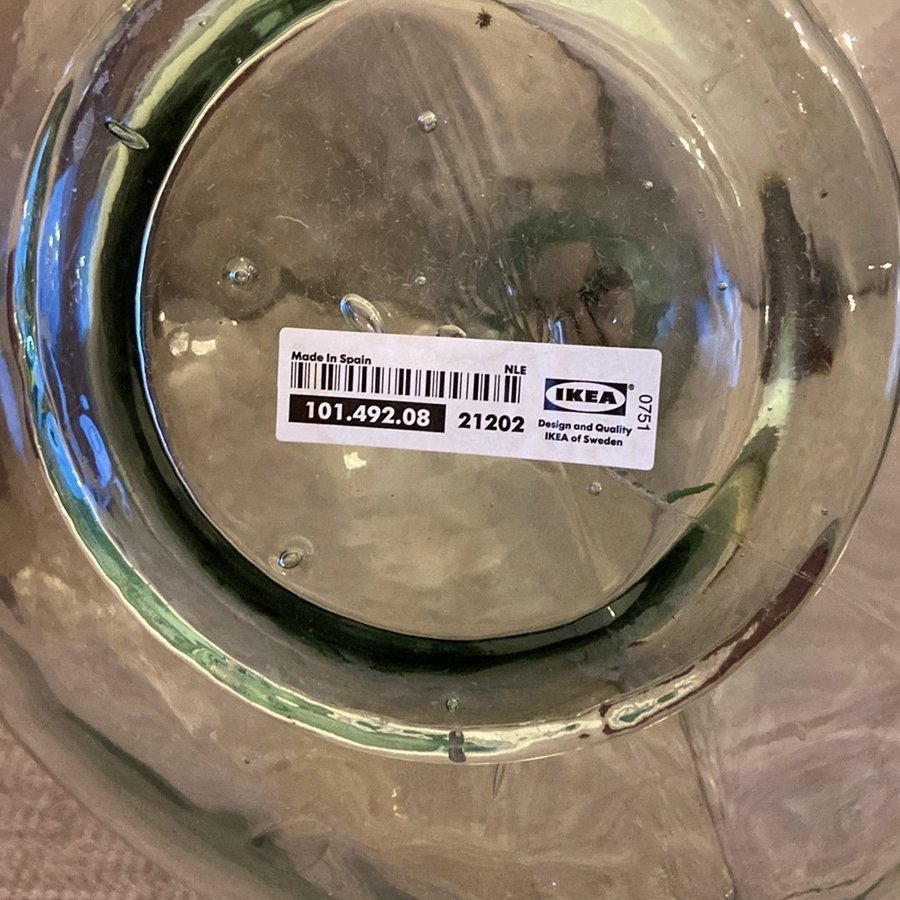 Made In Spain
NLE
101.492.08
21202
IKEA®
Design and Quality
IKEA of Sweden
0751